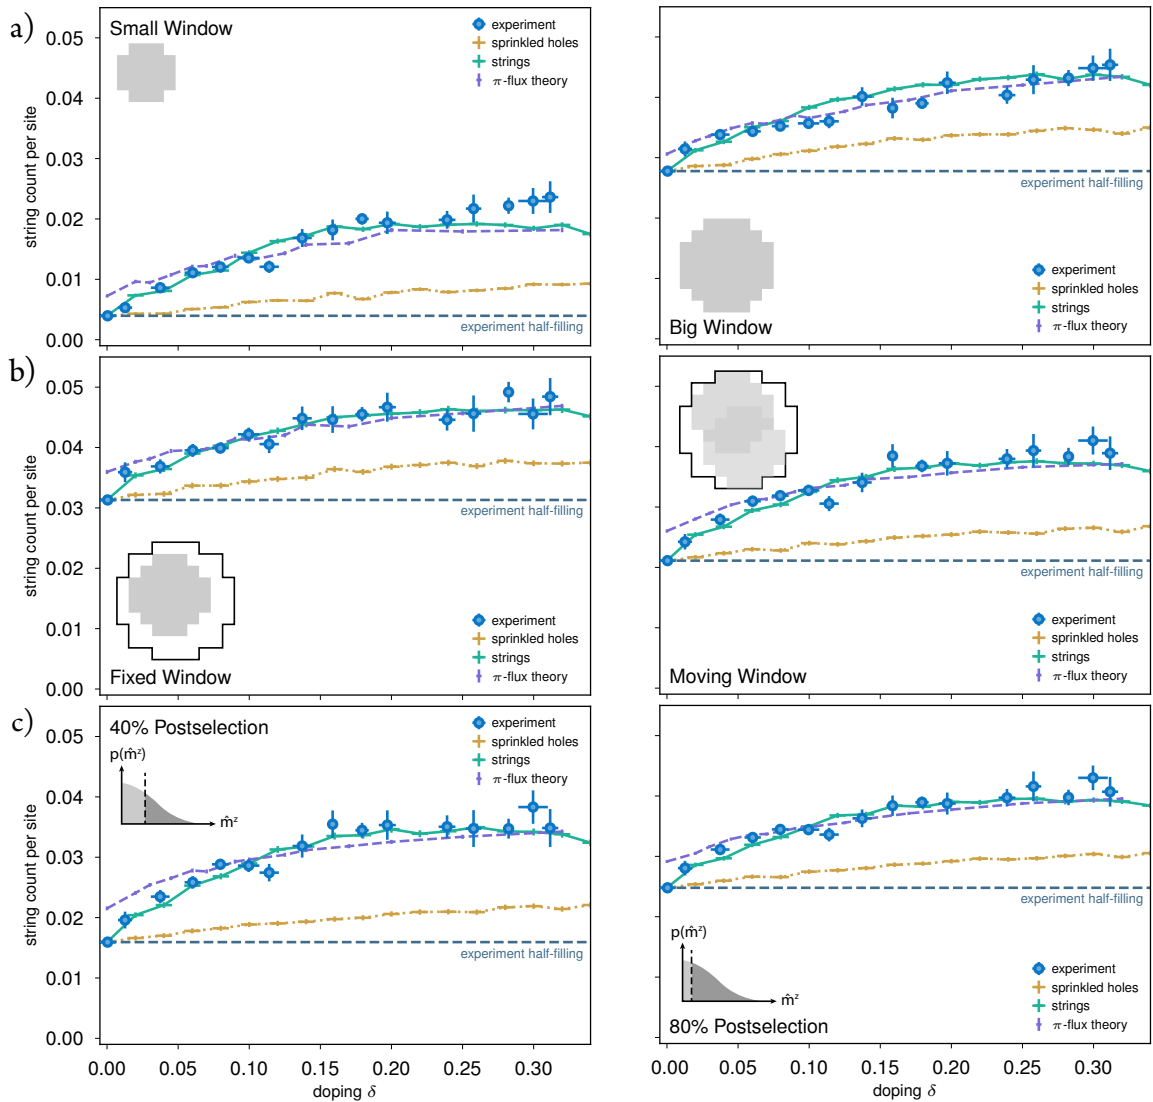 a)
Small Window
experiment
sprinkled holes
strings
π-flux theory
0.05
0.04
0.03
0.02
0.01
0.00
string count per site
experiment half-filling
experiment half-filling
experiment
sprinkled holes
strings
π-flux theory
Big Window
b)
0.05
0.04
0.03
0.02
0.01
0.00
string count per site
experiment half-filling
experiment
sprinkled holes
strings
π-flux theory
Fixed Window
experiment half-filling
experiment
sprinkled holes
strings
π-flux theory
Moving Window
c)
40% Postselection
p(m̂ᶻ)
m̂ᶻ
experiment
sprinkled holes
strings
π-flux theory
0.05
0.04
0.03
0.02
0.01
0.00
string count per site
experiment half-filling
0.00 0.05 0.10 0.15 0.20 0.25 0.30
doping δ
experiment half-filling
p(m̂ᶻ)
m̂ᶻ
experiment
sprinkled holes
strings
π-flux theory
80% Postselection
0.00 0.05 0.10 0.15 0.20 0.25 0.30
doping δ